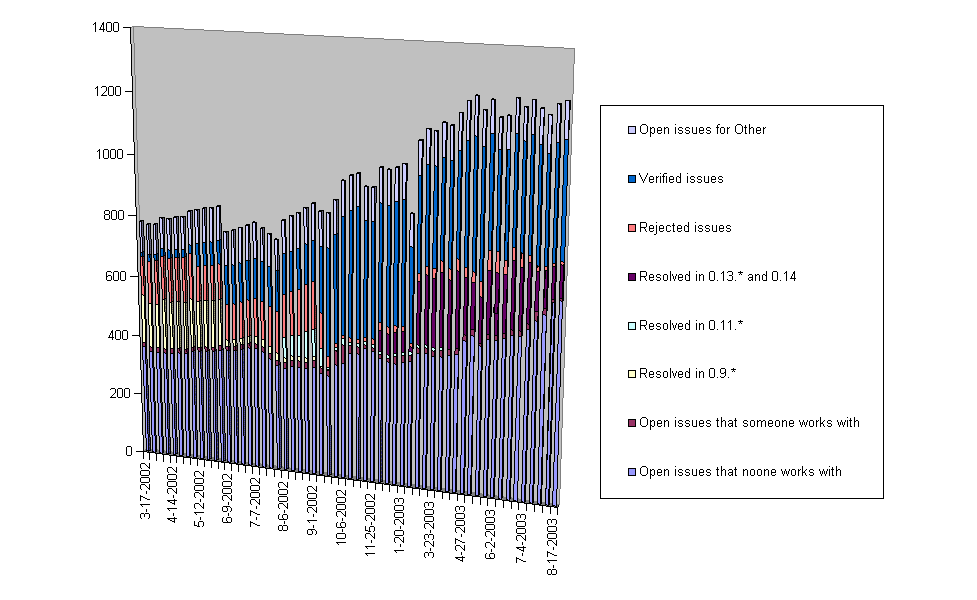 1400
1200
1000
800
600
400
200
0
3-17-2002
4-14-2002
5-12-2002
6-9-2002
7-7-2002
8-6-2002
9-1-2002
10-6-2002
11-25-2002
1-20-2003
3-23-2003
4-27-2003
6-2-2003
7-4-2003
8-17-2003
Open issues for Other
Verified issues
Rejected issues
Resolved in 0.13.* and 0.14
Resolved in 0.11.*
Resolved in 0.9.*
Open issues that someone works with
Open issues that noone works with